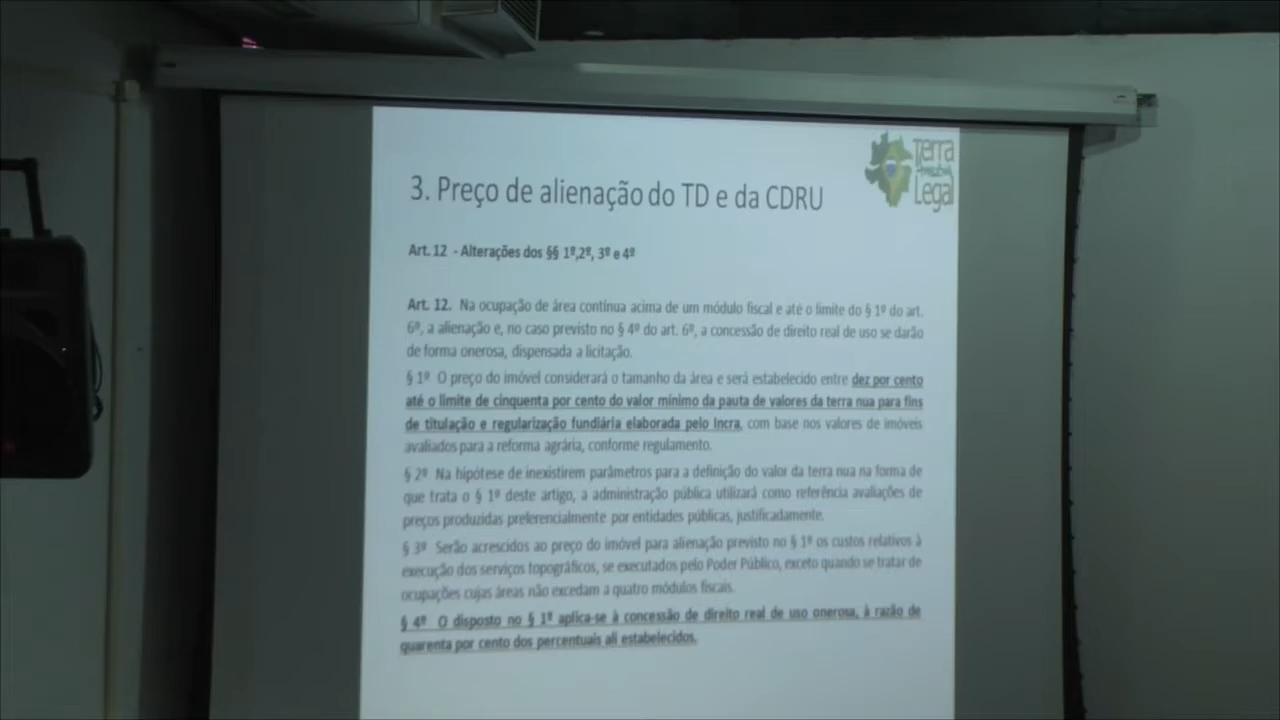 Terra
Legal
3. Preço de alienação do TD e da CDRU
Art. 12 - Alterações dos §§ 1º,2º, 3º e 4º
Art. 12. Na ocupação de área contínua acima de um módulo fiscal e até o limite do § 1º do art.
6º, a alienação e, no caso previsto no § 4º do art. 6º, a concessão de direito real de uso se darão
de forma onerosa, dispensada a licitação.
§ 1º O preço do imóvel considerará o tamanho da área e será estabelecido entre dez por cento
até o limite de cinquenta por cento do valor mínimo da pauta de valores da terra nua para fins
de titulação e regularização fundiária elaborada pelo Incra, com base nos valores de imóveis
avaliados para a reforma agrária, conforme regulamento.
§ 2º Na hipótese de inexistirem parâmetros para a definição do valor da terra nua na forma de
que trata o § 1º deste artigo, a administração pública utilizará como referência avaliações de
preços produzidas preferencialmente por entidades públicas, justificadamente.
§ 3º Serão acrescidos ao preço do imóvel para alienação previsto no § 1º os custos relativos à
execução dos serviços topográficos, se executados pelo Poder Público, exceto quando se tratar de
ocupações cujas áreas não excedam a quatro módulos fiscais.
§ 4º O disposto no § 1º aplica-se à concessão de direito real de uso onerosa, à razão de
quarenta por cento dos percentuais ali estabelecidos.